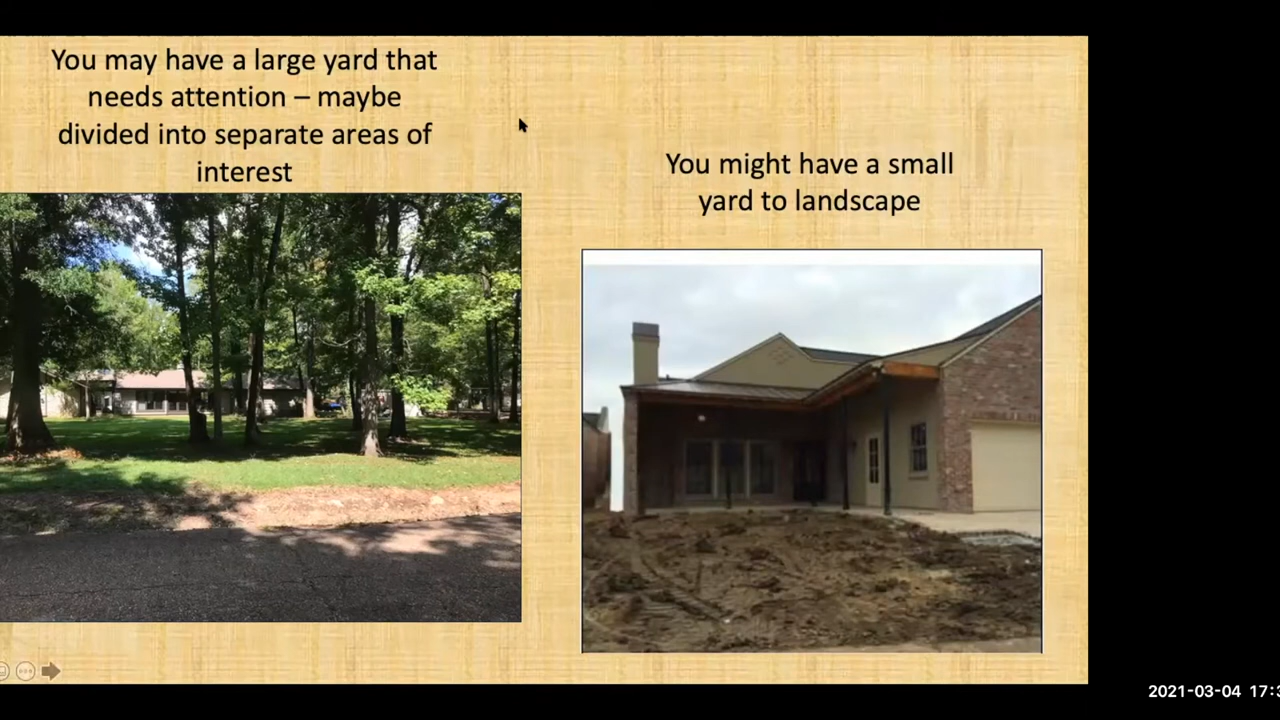 You may have a large yard that
needs attention – maybe
divided into separate areas of
interest
You might have a small
yard to landscape
2021-03-04 17:3